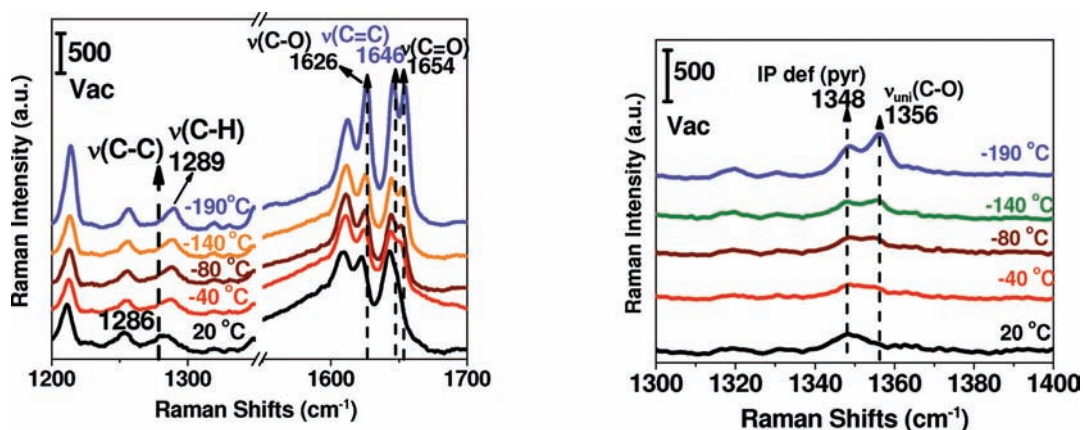 500
Vac
ν(C-O)
1626
ν(C=C)
1646
ν(C=O)
1654
ν(C-C)
ν(C-H)
1289
-190°C
-140 °C
-80 °C
-40 °C
1286
20 °C
Raman Intensity (a.u.)
1200
1300
1600
1700
Raman Shifts (cm⁻¹)
500
Vac
IP def (pyr)
1348
νuni(C-O)
1356
-190 °C
-140 °C
-80 °C
-40 °C
20 °C
Raman Intensity (a.u.)
1300
1320
1340
1360
1380
1400
Raman Shifts (cm⁻¹)